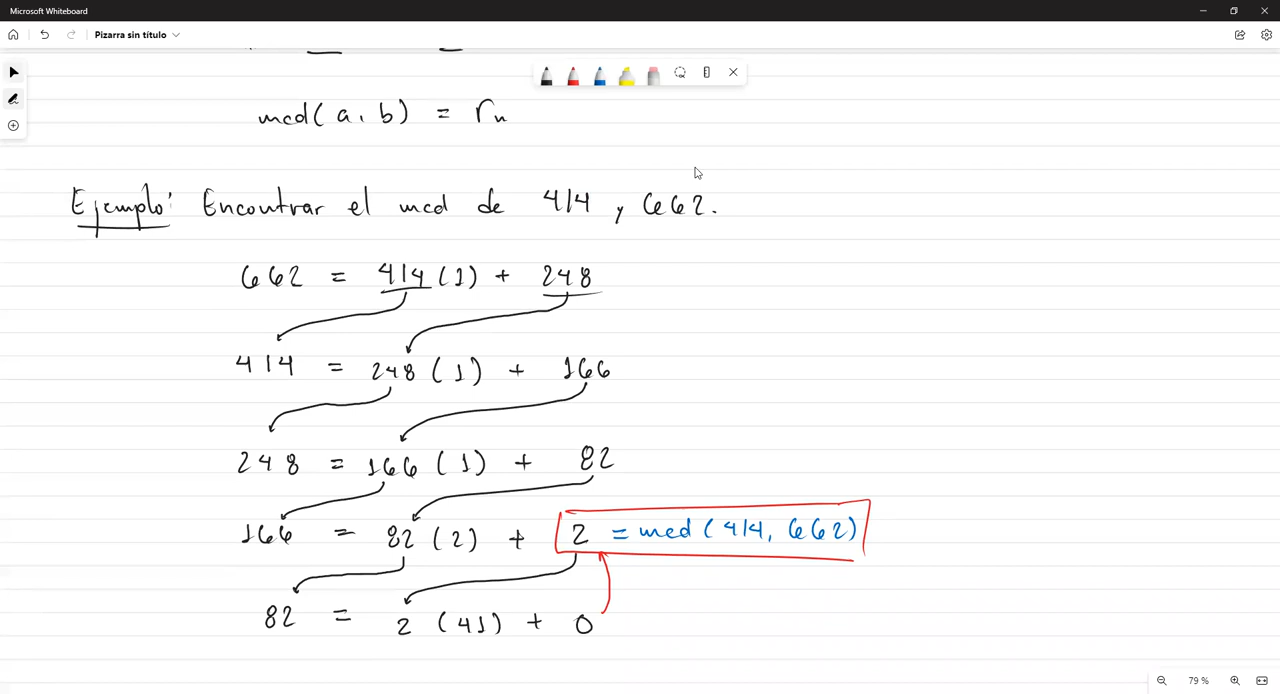 Microsoft Whiteboard
Pizarra sin título
mcd(a, b) = rn
Ejemplo: Encontrar el mcd de 414 y 662.
662 = 414(1) + 248
414 = 248(1) + 166
248 = 166(1) + 82
166 = 82(2) + 2 = mcd(414, 662)
82 = 2(41) + 0
79 %